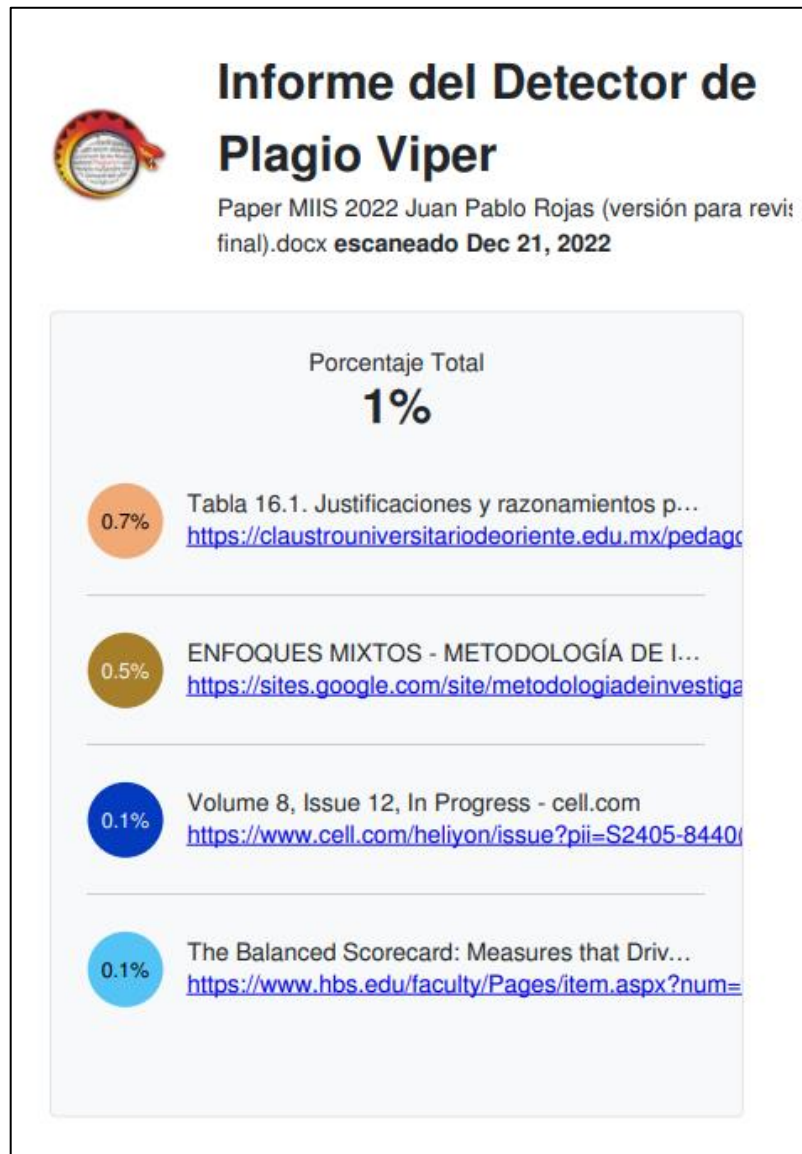 Informe del Detector de
Plagio Viper
Paper MIIS 2022 Juan Pablo Rojas (versión para revis
final).docx escaneado Dec 21, 2022
Porcentaje Total
1%
0.7%
Tabla 16.1. Justificaciones y razonamientos p...
https://claustrouniversitariodeoriente.edu.mx/pedago
0.5%
ENFOQUES MIXTOS - METODOLOGÍA DE I...
https://sites.google.com/site/metodologiadeinvestiga
0.1%
Volume 8, Issue 12, In Progress - cell.com
https://www.cell.com/heliyon/issue?pii=S2405-8440(
0.1%
The Balanced Scorecard: Measures that Driv...
https://www.hbs.edu/faculty/Pages/item.aspx?num=